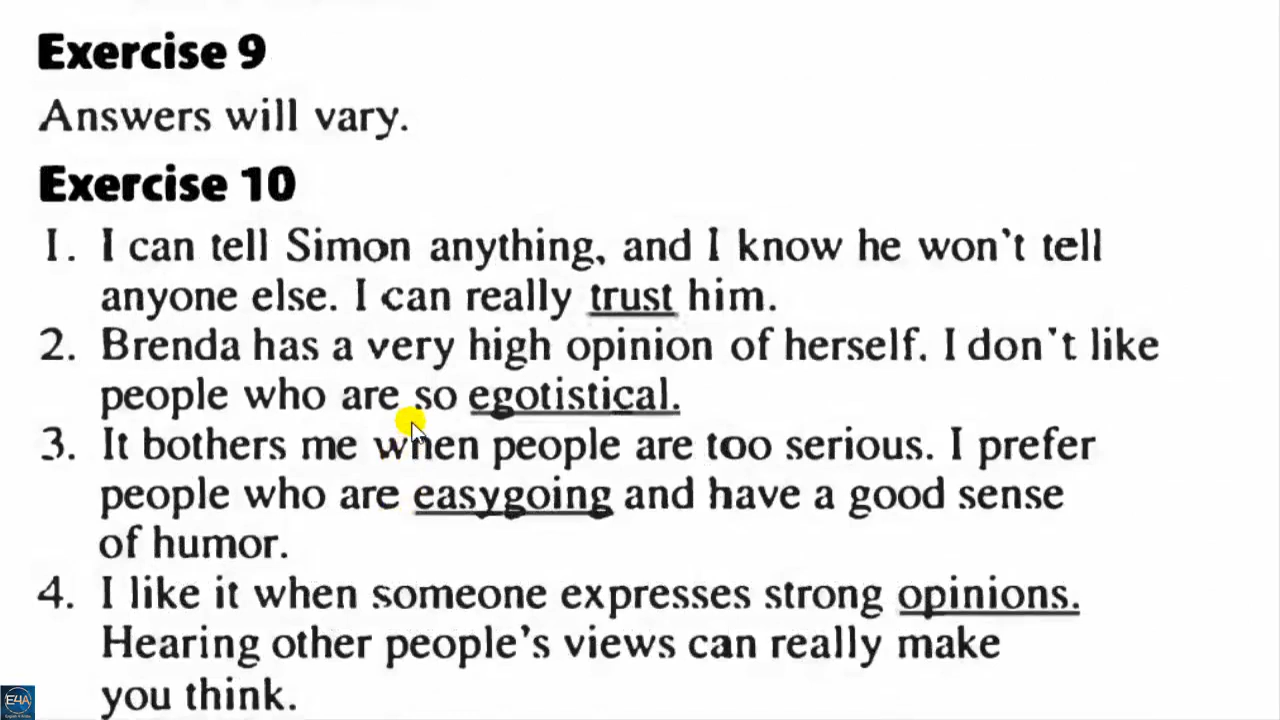 Exercise 9
Answers will vary.
Exercise 10
1. I can tell Simon anything, and I know he won't tell
anyone else. I can really trust him.
2. Brenda has a very high opinion of herself. I don't like
people who are so egotistical.
3. It bothers me when people are too serious. I prefer
people who are easygoing and have a good sense
of humor.
4. I like it when someone expresses strong opinions.
Hearing other people's views can really make
you think.
E4A